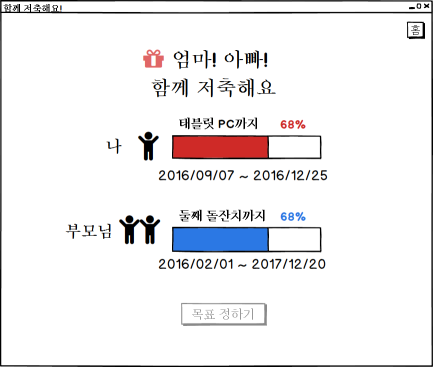 함께 저축해요!
홈
엄마! 아빠!
함께 저축해요
태블릿 PC까지 68%
나
2016/09/07 ~ 2016/12/25
둘째 돌잔치까지 68%
부모님
2016/02/01 ~ 2017/12/20
목표 정하기